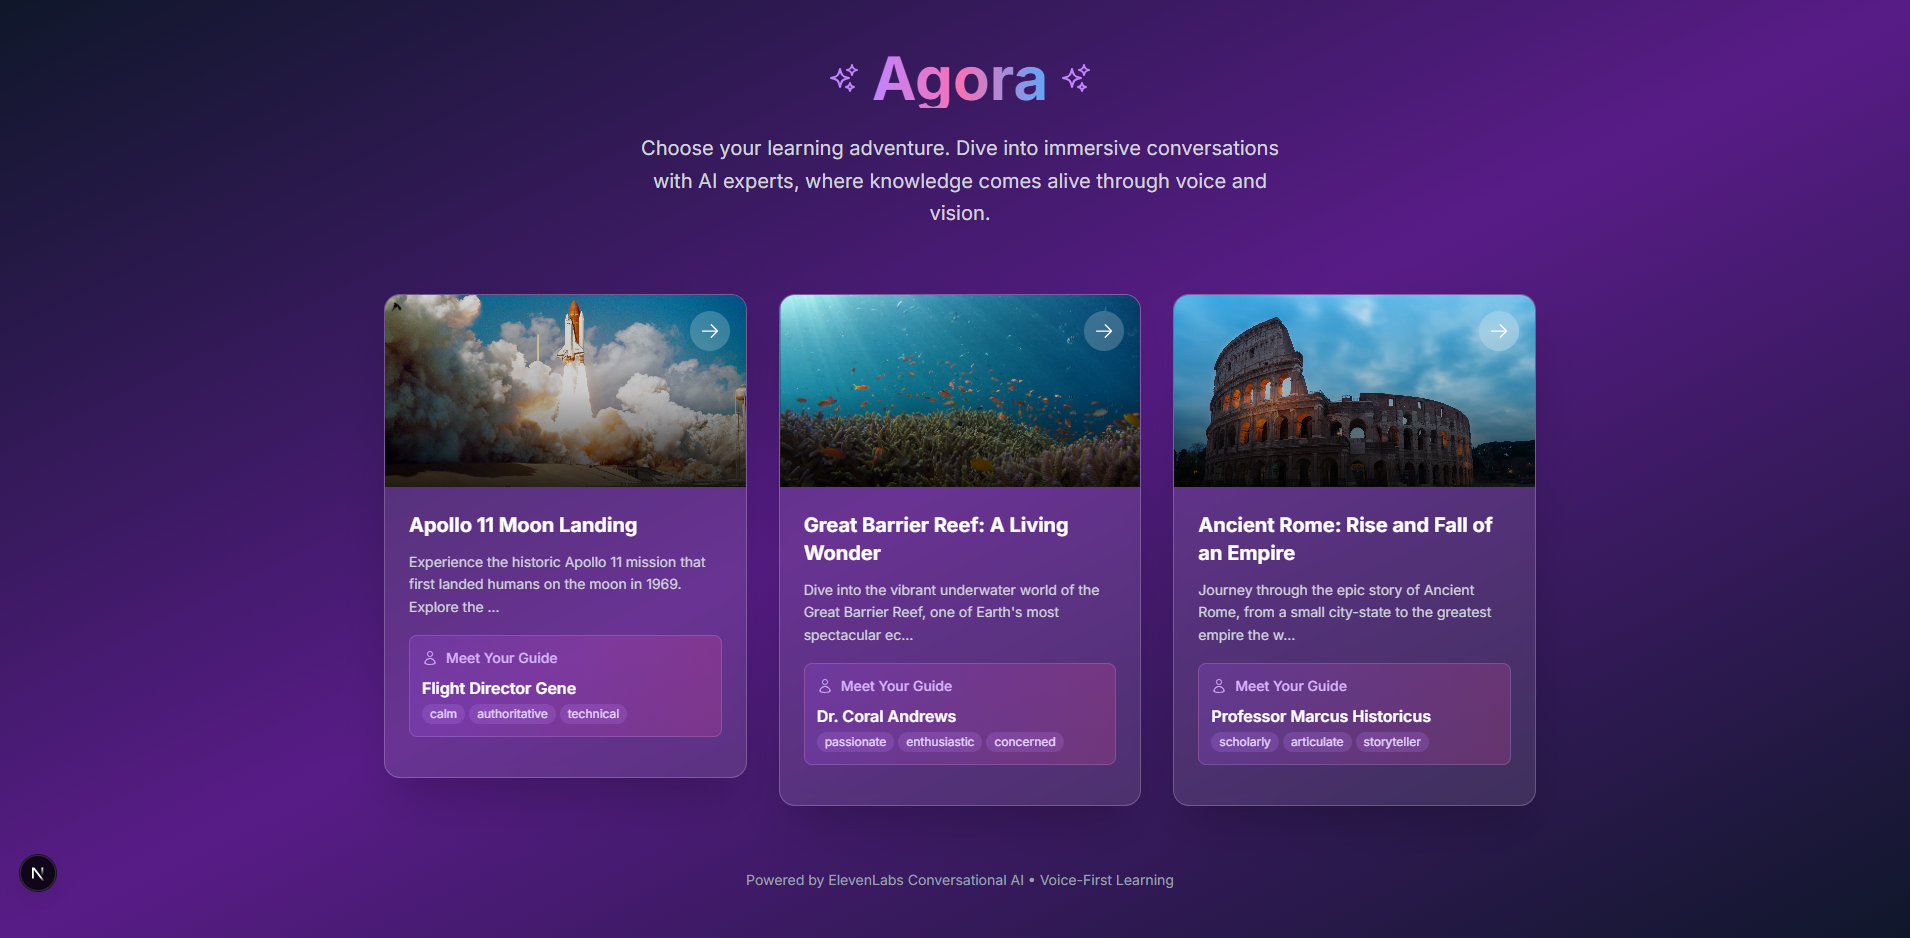 Agora
Choose your learning adventure. Dive into immersive conversations
with AI experts, where knowledge comes alive through voice and
vision.
Apollo 11 Moon Landing
Experience the historic Apollo 11 mission that
first landed humans on the moon in 1969.
Explore the ...
Meet Your Guide
Flight Director Gene
calm authoritative technical
Great Barrier Reef: A Living
Wonder
Dive into the vibrant underwater world of the
Great Barrier Reef, one of Earth's most
spectacular ec...
Meet Your Guide
Dr. Coral Andrews
passionate enthusiastic concerned
Ancient Rome: Rise and Fall of
an Empire
Journey through the epic story of Ancient
Rome, from a small city-state to the greatest
empire the w...
Meet Your Guide
Professor Marcus Historicus
scholarly articulate storyteller
N
Powered by ElevenLabs Conversational AI • Voice-First Learning